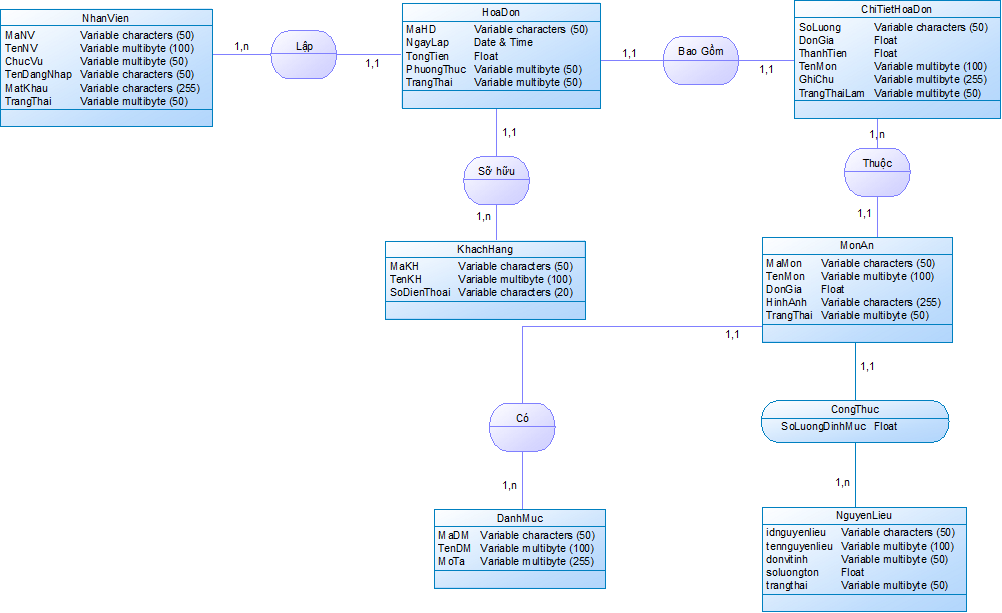 NhanVien
MaNV Variable characters (50)
TenNV Variable multibyte (100)
ChucVu Variable multibyte (50)
TenDangNhap Variable characters (50)
MatKhau Variable characters (255)
TrangThai Variable multibyte (50)
1,n
Lập
1,1
HoaDon
MaHD Variable characters (50)
NgayLap Date & Time
TongTien Float
PhuongThuc Variable multibyte (50)
TrangThai Variable multibyte (50)
1,1
Bao Gồm
1,1
ChiTietHoaDon
SoLuong Variable characters (50)
DonGia Float
ThanhTien Float
TenMon Variable multibyte (100)
GhiChu Variable multibyte (255)
TrangThaiLam Variable multibyte (50)
1,1
Sỡ hữu
1,n
KhachHang
MaKH Variable characters (50)
TenKH Variable multibyte (100)
SoDienThoai Variable characters (20)
1,n
Thuộc
1,1
MonAn
MaMon Variable characters (50)
TenMon Variable multibyte (100)
DonGia Float
HinhAnh Variable characters (255)
TrangThai Variable multibyte (50)
1,1
Có
1,n
DanhMuc
MaDM Variable characters (50)
TenDM Variable multibyte (100)
MoTa Variable multibyte (255)
1,1
CongThuc
SoLuongDinhMuc Float
1,n
NguyenLieu
idnguyenlieu Variable characters (50)
tennguyenlieu Variable multibyte (100)
donvitinh Variable multibyte (50)
soluongton Float
trangthai Variable multibyte (50)